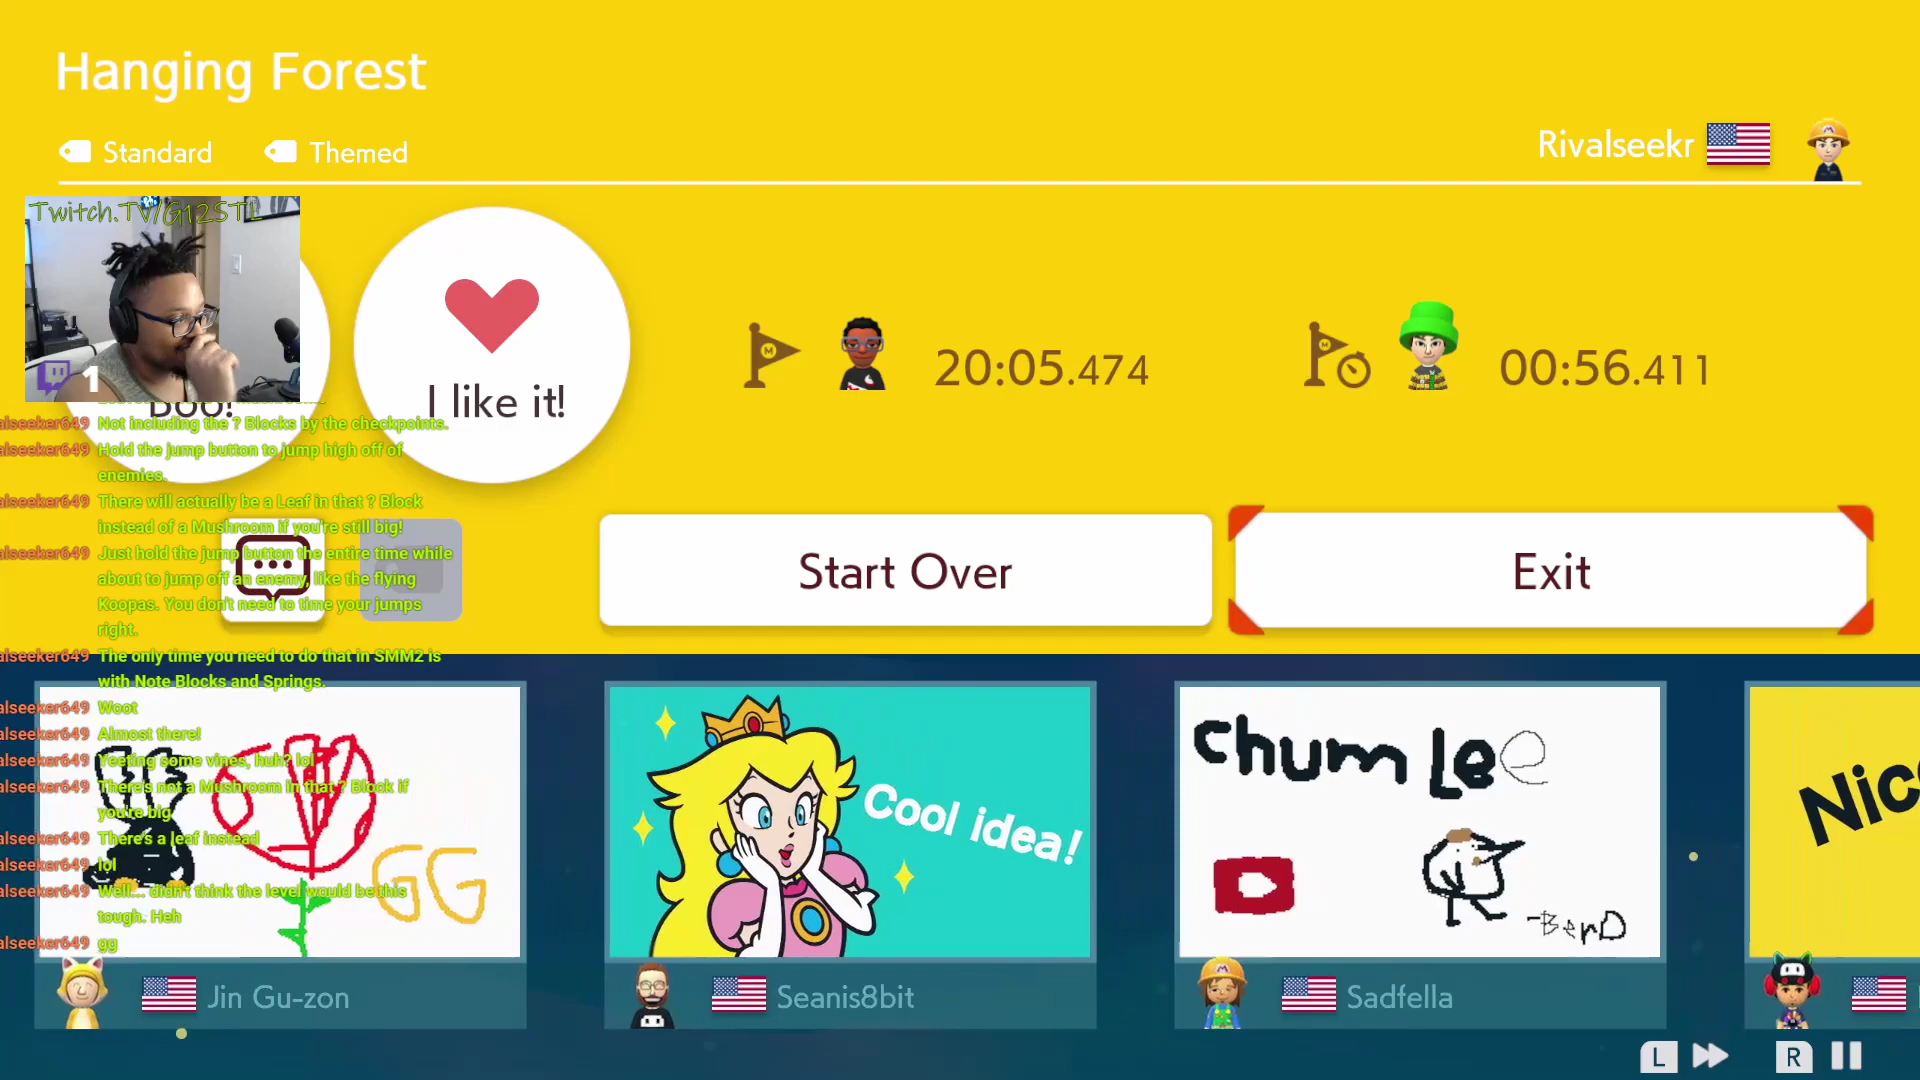 Hanging Forest
Standard Themed
Rivalseekr
Twitch.TV/G12STL
1
Boo!
I like it!
20:05.474
00:56.411
Start Over
Exit
alseeker649 Not including the ? Blocks by the checkpoints.
alseeker649 Hold the jump button to jump high off of
enemies.
alseeker649 There will actually be a Leaf in that ? Block
instead of a Mushroom if you're still big!
alseeker649 Just hold the jump button the entire time while
about to jump off an enemy, like the flying
Koopas. You don't need to time your jumps
right.
alseeker649 The only time you need to do that in SMM2 is
with Note Blocks and Springs.
alseeker649 Woot
alseeker649 Almost there!
alseeker649 Yeeting some vines, huh? lol
alseeker649 There's not a Mushroom in that ? Block if
you're big
alseeker649 There's a leaf instead
alseeker649 lol
alseeker649 Well... didn't think the level would be this
tough. Heh
alseeker649 gg
GG
Cool idea!
Chum Lee
-BerD
Nic
Jin Gu-zon
Seanis8bit
Sadfella
L R